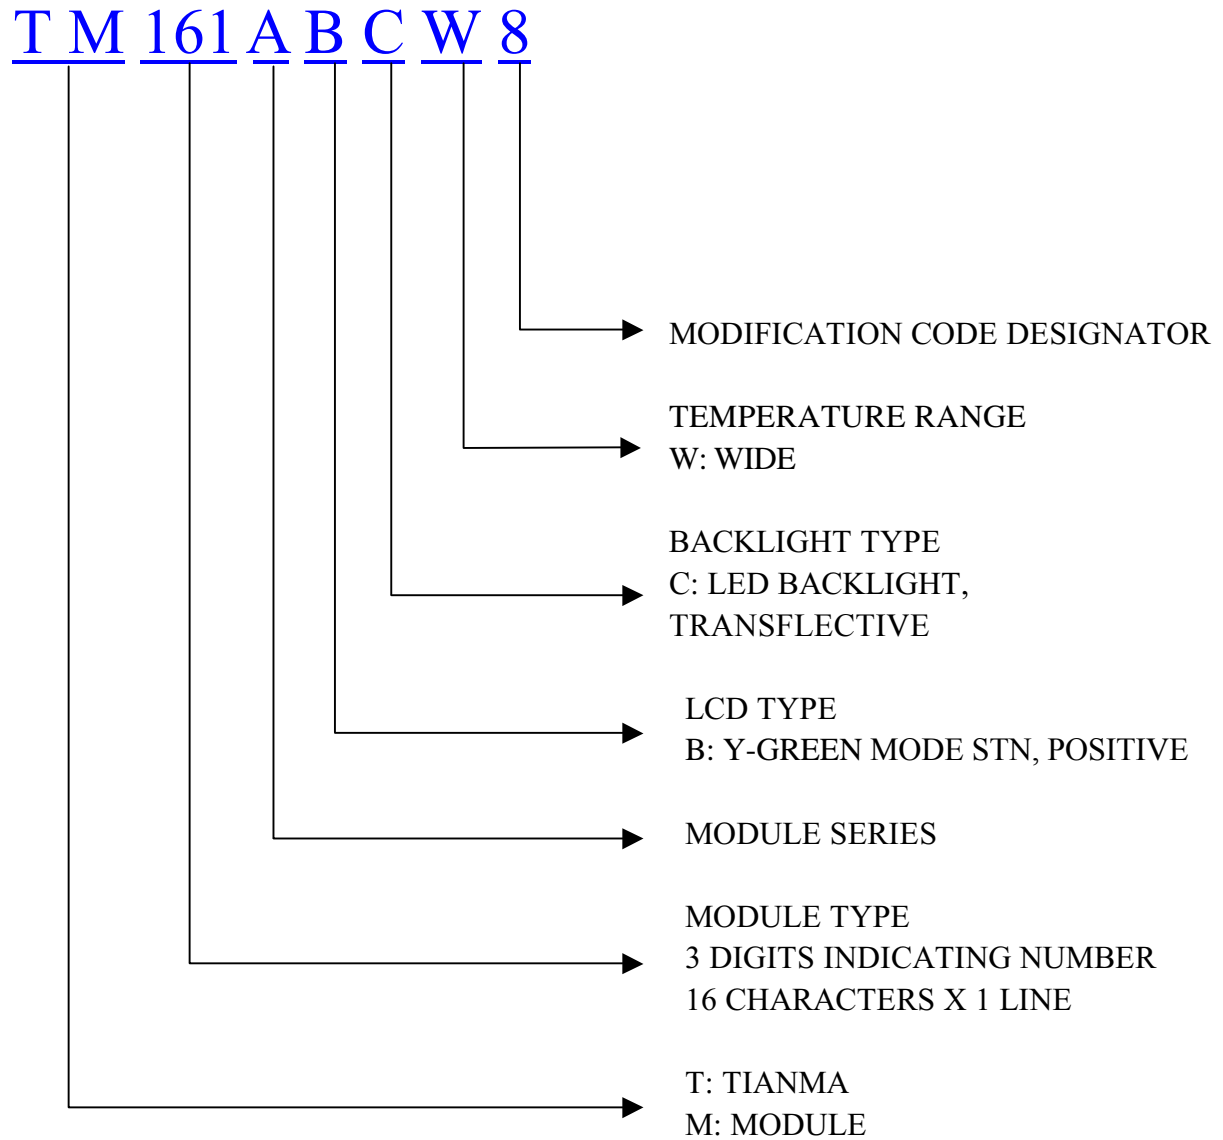 T M 161 A B C W 8
MODIFICATION CODE DESIGNATOR
TEMPERATURE RANGE
W: WIDE
BACKLIGHT TYPE
C: LED BACKLIGHT,
TRANSFLECTIVE
LCD TYPE
B: Y-GREEN MODE STN, POSITIVE
MODULE SERIES
MODULE TYPE
3 DIGITS INDICATING NUMBER
16 CHARACTERS X 1 LINE
T: TIANMA
M: MODULE